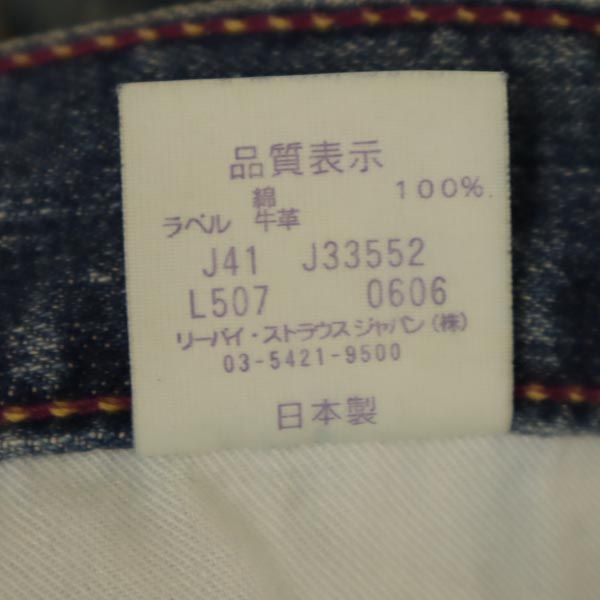 品質表示
綿 100%
ラベル 牛革
J41 J33552
L507 0606
リーバイ・ストラウス ジャパン(株)
03-5421-9500
日本製